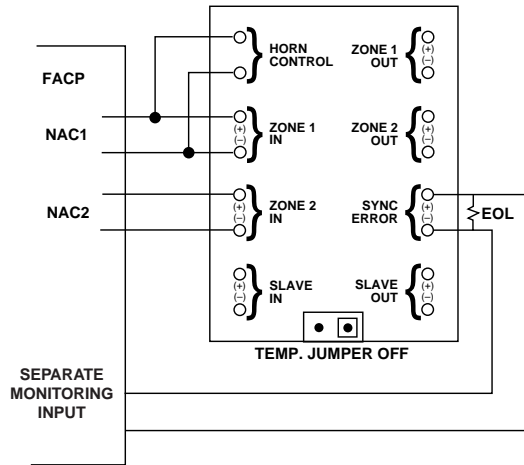 FACP
NAC1
NAC2
SEPARATE
MONITORING
INPUT
HORN
CONTROL
(+)
(−)
ZONE 1
IN
(+)
(−)
ZONE 2
IN
(+)
(−)
SLAVE
IN
ZONE 1
OUT
(+)
(−)
ZONE 2
OUT
(+)
(−)
SYNC
ERROR
(+)
(−)
SLAVE
OUT
(+)
(−)
EOL
TEMP. JUMPER OFF